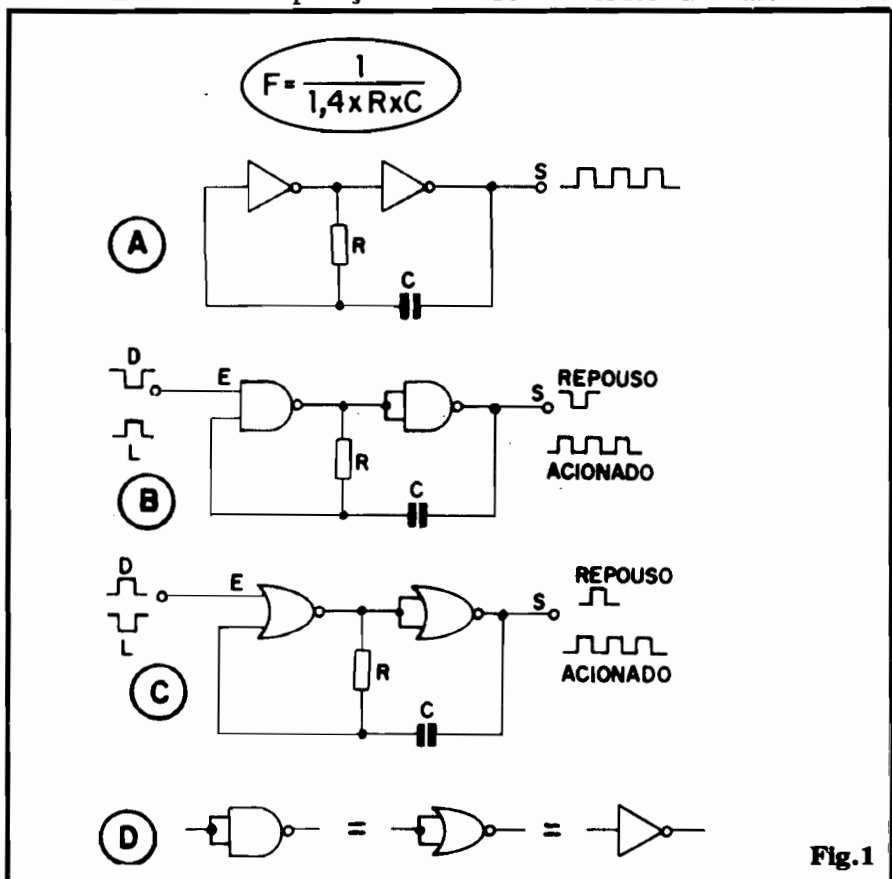 F = 1
1,4 x R x C
S
A
R
C
D
E
L
S
REPOUSO
ACIONADO
R
C
B
D
E
L
S
REPOUSO
ACIONADO
R
C
C
D
=
=
Fig.1